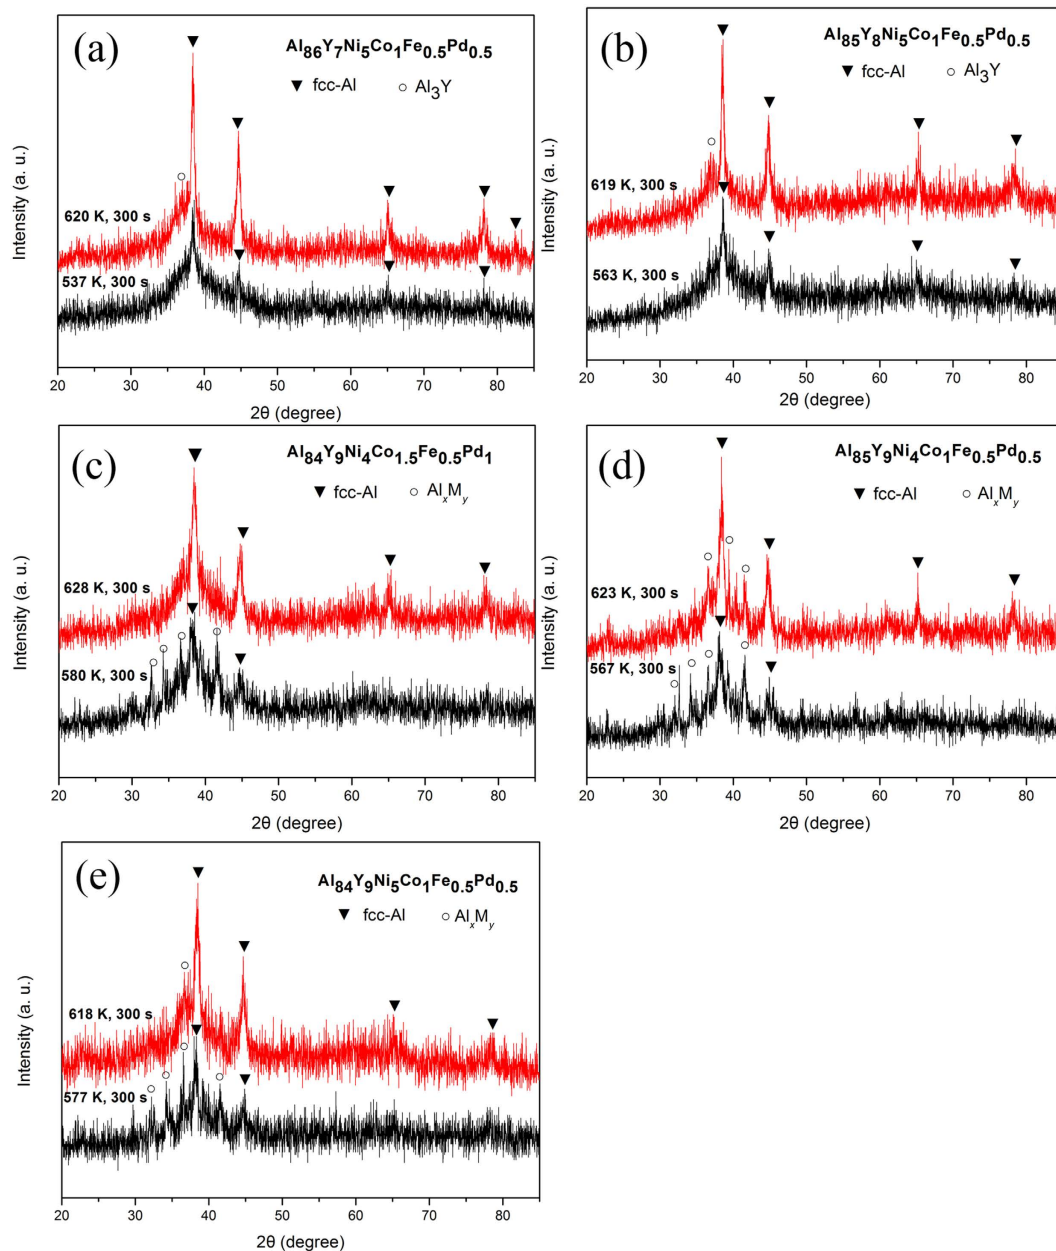 (a)
Al86Y7Ni5Co1Fe0.5Pd0.5
▼ fcc-Al ○ Al3Y
620 K, 300 s
537 K, 300 s
Intensity (a. u.)
20 30 40 50 60 70 80
2θ (degree)
(b)
Al85Y8Ni5Co1Fe0.5Pd0.5
▼ fcc-Al ○ Al3Y
619 K, 300 s
563 K, 300 s
Intensity (a. u.)
20 30 40 50 60 70 80
2θ (degree)
(c)
Al84Y9Ni4Co1.5Fe0.5Pd1
▼ fcc-Al ○ AlxMy
628 K, 300 s
580 K, 300 s
Intensity (a. u.)
20 30 40 50 60 70 80
2θ (degree)
(d)
Al85Y9Ni4Co1Fe0.5Pd0.5
▼ fcc-Al ○ AlxMy
623 K, 300 s
567 K, 300 s
Intensity (a. u.)
20 30 40 50 60 70 80
2θ (degree)
(e)
Al84Y9Ni5Co1Fe0.5Pd0.5
▼ fcc-Al ○ AlxMy
618 K, 300 s
577 K, 300 s
Intensity (a. u.)
20 30 40 50 60 70 80
2θ (degree)